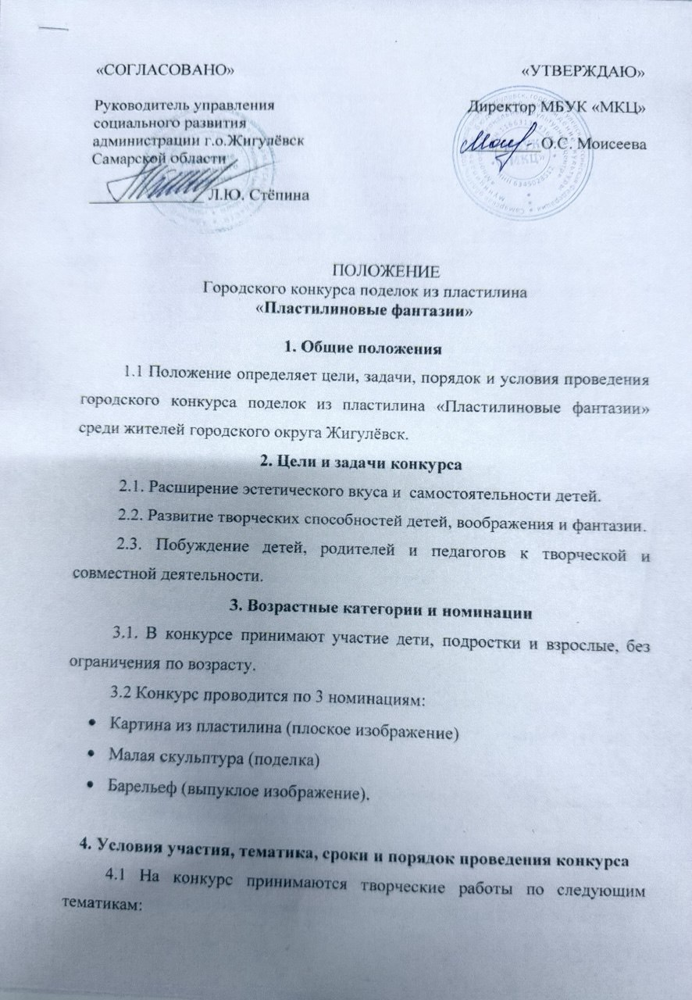 «СОГЛАСОВАНО»
Руководитель управления
социального развития
администрации г.о.Жигулёвск
Самарской области
Л.Ю. Стёпина
«УТВЕРЖДАЮ»
Директор МБУК «МКЦ»
О.С. Моисеева
ПОЛОЖЕНИЕ
Городского конкурса поделок из пластилина
«Пластилиновые фантазии»
1. Общие положения
1.1 Положение определяет цели, задачи, порядок и условия проведения
городского конкурса поделок из пластилина «Пластилиновые фантазии»
среди жителей городского округа Жигулёвск.
2. Цели и задачи конкурса
2.1. Расширение эстетического вкуса и самостоятельности детей.
2.2. Развитие творческих способностей детей, воображения и фантазии.
2.3. Побуждение детей, родителей и педагогов к творческой и
совместной деятельности.
3. Возрастные категории и номинации
3.1. В конкурсе принимают участие дети, подростки и взрослые, без
ограничения по возрасту.
3.2 Конкурс проводится по 3 номинациям:
• Картина из пластилина (плоское изображение)
• Малая скульптура (поделка)
• Барельеф (выпуклое изображение).
4. Условия участия, тематика, сроки и порядок проведения конкурса
4.1 На конкурс принимаются творческие работы по следующим
тематикам: